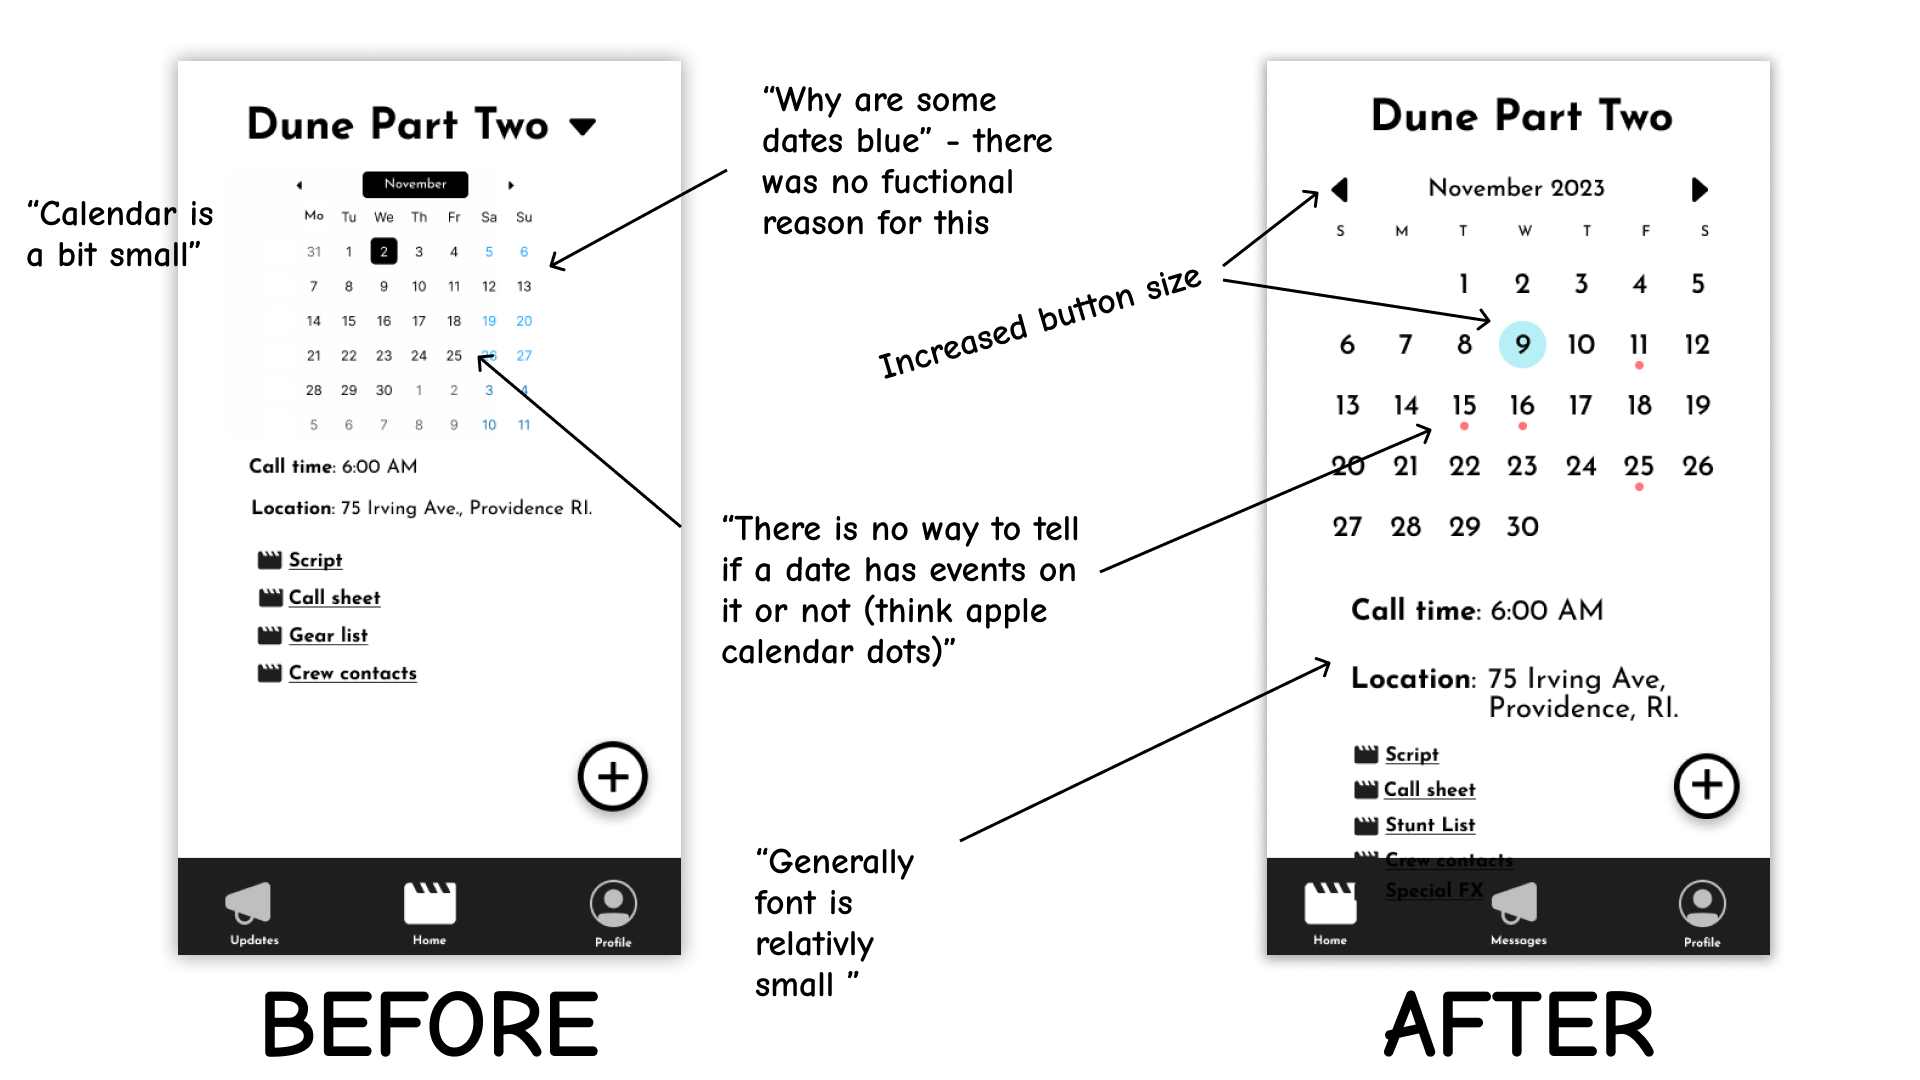 Dune Part Two
November
Mo Tu We Th Fr Sa Su
31 1 2 3 4 5 6
7 8 9 10 11 12 13
14 15 16 17 18 19 20
21 22 23 24 25 26 27
28 29 30 1 2 3 4
5 6 7 8 9 10 11
Call time: 6:00 AM
Location: 75 Irving Ave., Providence RI.
Script
Call sheet
Gear list
Crew contacts
Updates
Home
Profile
BEFORE
“Calendar is
a bit small”
“Why are some
dates blue” - there
was no fuctional
reason for this
Increased button size
“There is no way to tell
if a date has events on
it or not (think apple
calendar dots)”
“Generally
font is
relativly
small ”
Dune Part Two
November 2023
S M T W T F S
1 2 3 4 5
6 7 8 9 10 11 12
13 14 15 16 17 18 19
20 21 22 23 24 25 26
27 28 29 30
Call time: 6:00 AM
Location: 75 Irving Ave,
Providence, RI.
Script
Call sheet
Stunt List
Crew contacts
Special FX
Home
Messages
Profile
AFTER